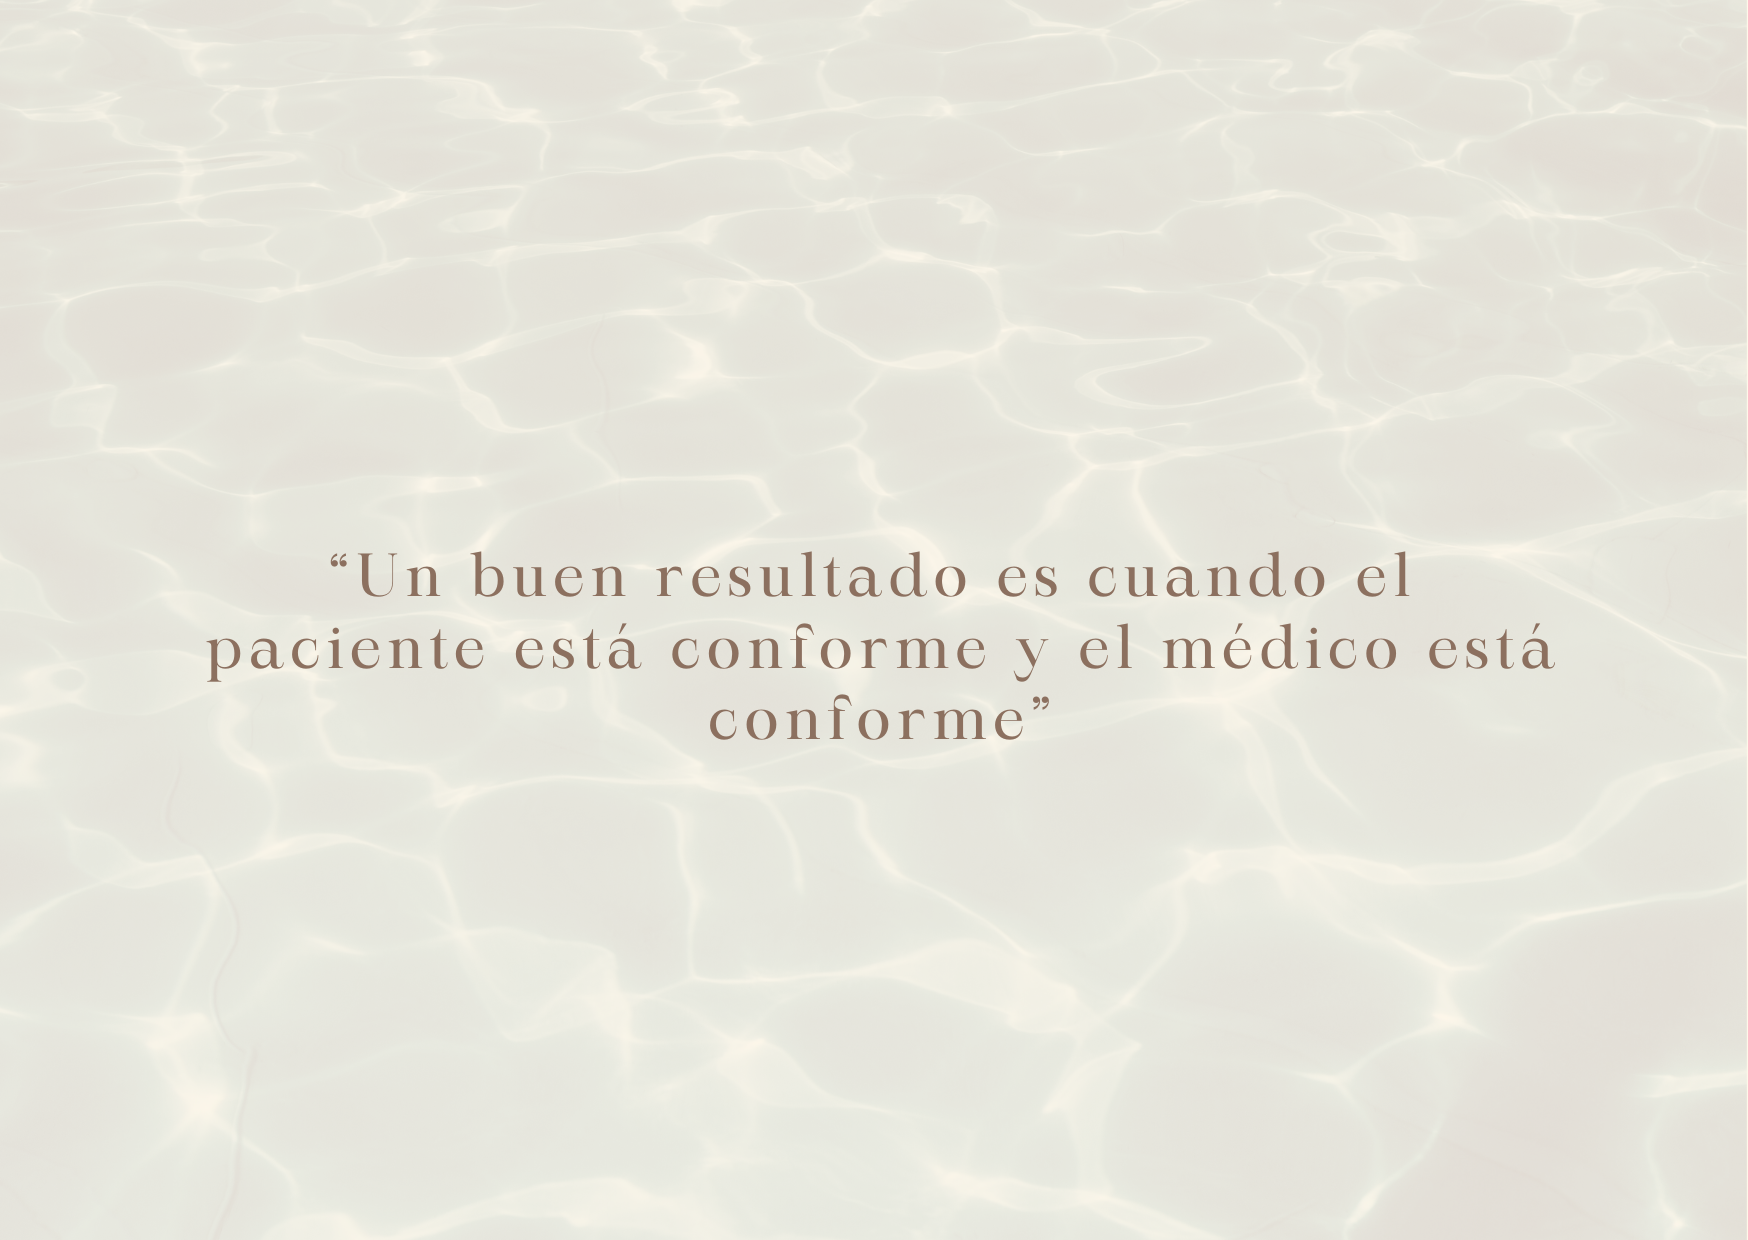 “Un buen resultado es cuando el
paciente está conforme y el médico está
conforme”